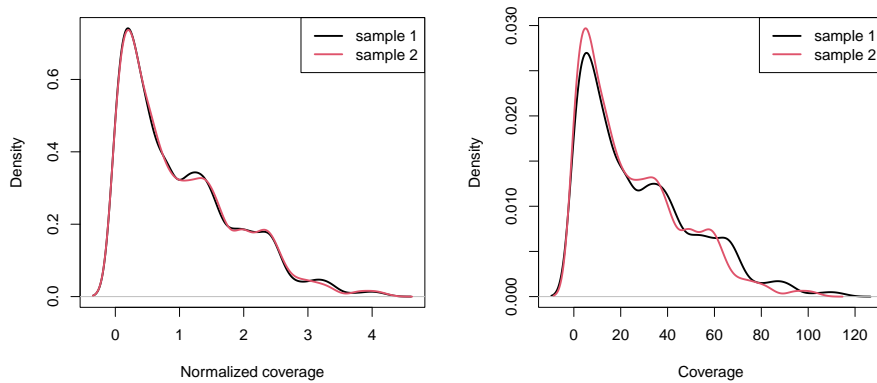 sample 1
sample 2
Density
0.0 0.2 0.4 0.6
0 1 2 3 4
Normalized coverage
sample 1
sample 2
Density
0.000 0.010 0.020 0.030
0 20 40 60 80 100 120
Coverage